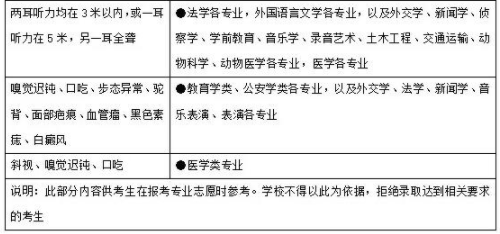 两耳听力均在 3 米以内，或一耳
听力在 5 米，另一耳全聋
●法学各专业，外国语言文学各专业，以及外交学、新闻学、侦
察学、学前教育、音乐学、录音艺术、土木工程、交通运输、动
物科学、动物医学各专业，医学各专业
嗅觉迟钝、口吃、步态异常、驼
背、面部疤痕、血管瘤、黑色素
痣、白癜风
●教育学类、公安学类各专业，以及外交学、法学、新闻学、音
乐表演、表演各专业
斜视、嗅觉迟钝、口吃
●医学类专业
说明：此部分内容供考生在报考专业志愿时参考。学校不得以此为依据，拒绝录取达到相关要求
的考生